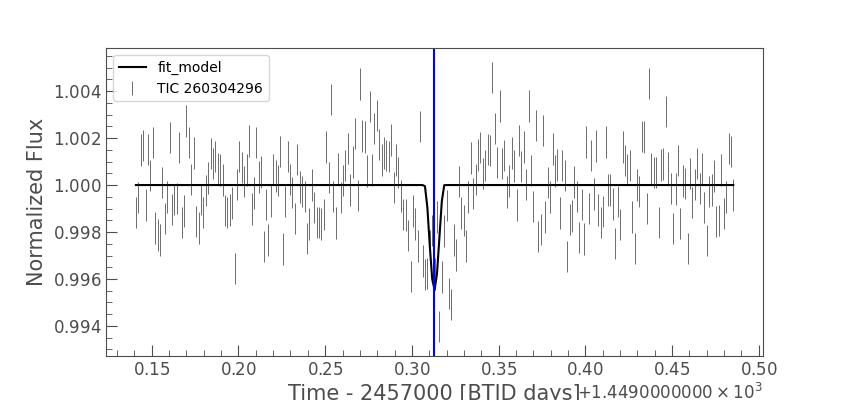 fit_model
TIC 260304296
Normalized Flux
1.004
1.002
1.000
0.998
0.996
0.994
0.15 0.20 0.25 0.30 0.35 0.40 0.45 0.50
Time - 2457000 [BTJD days]
+1.4490000000 × 10³